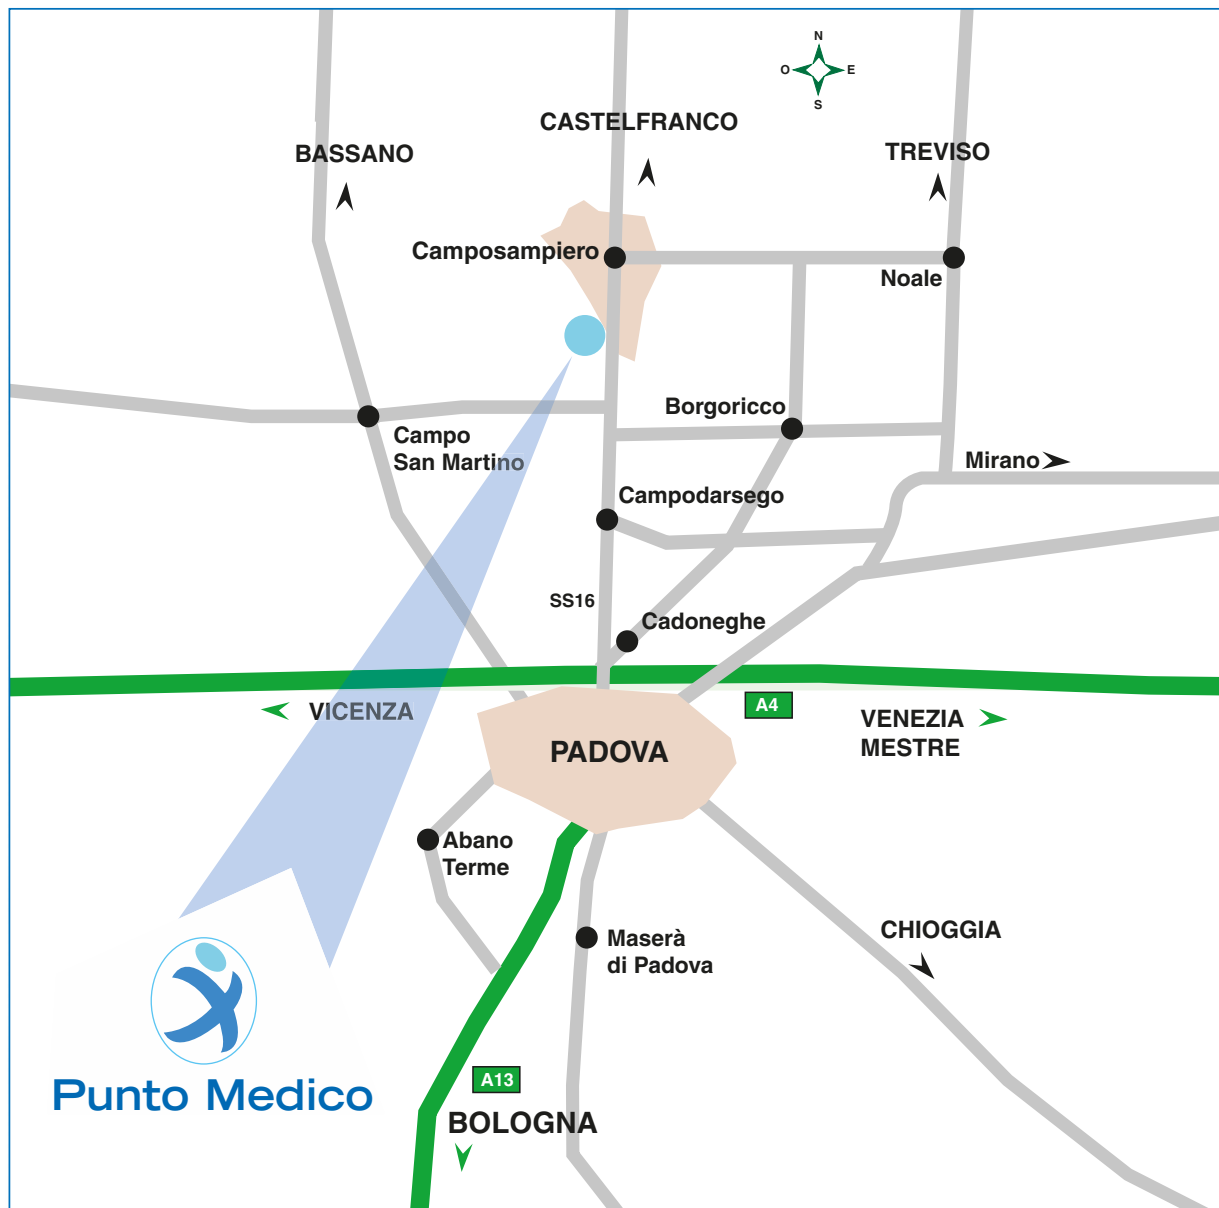 N
O E
S
CASTELFRANCO
BASSANO
TREVISO
Camposampiero
Noale
Borgoricco
Campo
San Martino
Mirano
Campodarsego
SS16
Cadoneghe
A4
VICENZA
VENEZIA
MESTRE
PADOVA
Abano
Terme
CHIOGGIA
Maserà
di Padova
A13
Punto Medico
BOLOGNA